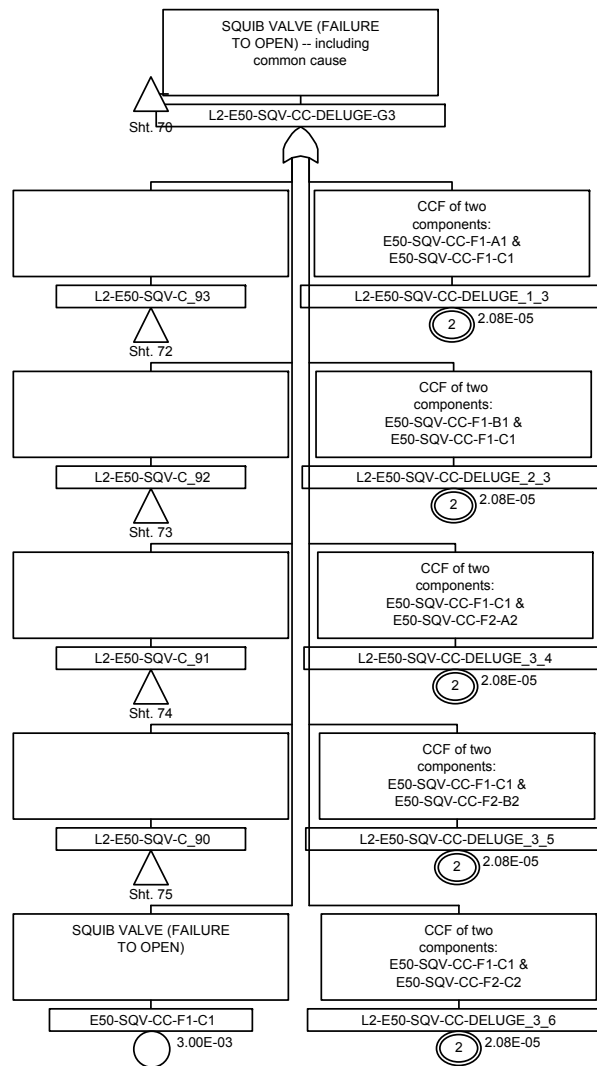 SQUIB VALVE (FAILURE
TO OPEN) -- including
common cause
L2-E50-SQV-CC-DELUGE-G3
Sht. 70
CCF of two
components:
E50-SQV-CC-F1-A1 &
E50-SQV-CC-F1-C1
L2-E50-SQV-C_93
L2-E50-SQV-CC-DELUGE_1_3
Sht. 72
2
2.08E-05
CCF of two
components:
E50-SQV-CC-F1-B1 &
E50-SQV-CC-F1-C1
L2-E50-SQV-C_92
L2-E50-SQV-CC-DELUGE_2_3
Sht. 73
2
2.08E-05
CCF of two
components:
E50-SQV-CC-F1-C1 &
E50-SQV-CC-F2-A2
L2-E50-SQV-C_91
L2-E50-SQV-CC-DELUGE_3_4
Sht. 74
2
2.08E-05
CCF of two
components:
E50-SQV-CC-F1-C1 &
E50-SQV-CC-F2-B2
L2-E50-SQV-C_90
L2-E50-SQV-CC-DELUGE_3_5
Sht. 75
2
2.08E-05
SQUIB VALVE (FAILURE
TO OPEN)
E50-SQV-CC-F1-C1
3.00E-03
CCF of two
components:
E50-SQV-CC-F1-C1 &
E50-SQV-CC-F2-C2
L2-E50-SQV-CC-DELUGE_3_6
2
2.08E-05